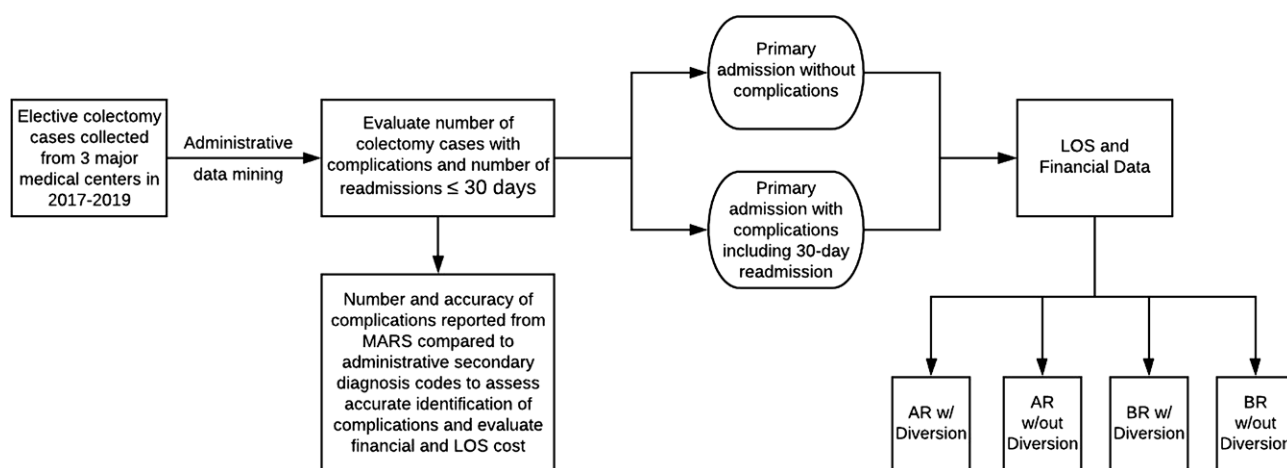 Elective colectomy
cases collected
from 3 major
medical centers in
2017-2019
Administrative
data mining
Evaluate number of
colectomy cases with
complications and number of
readmissions ≤ 30 days
Number and accuracy of
complications reported from
MARS compared to
administrative secondary
diagnosis codes to assess
accurate identification of
complications and evaluate
financial and LOS cost
Primary
admission without
complications
Primary
admission with
complications
including 30-day
readmission
LOS and
Financial Data
AR w/
Diversion
AR
w/out
Diversion
BR w/
Diversion
BR
w/out
Diversion